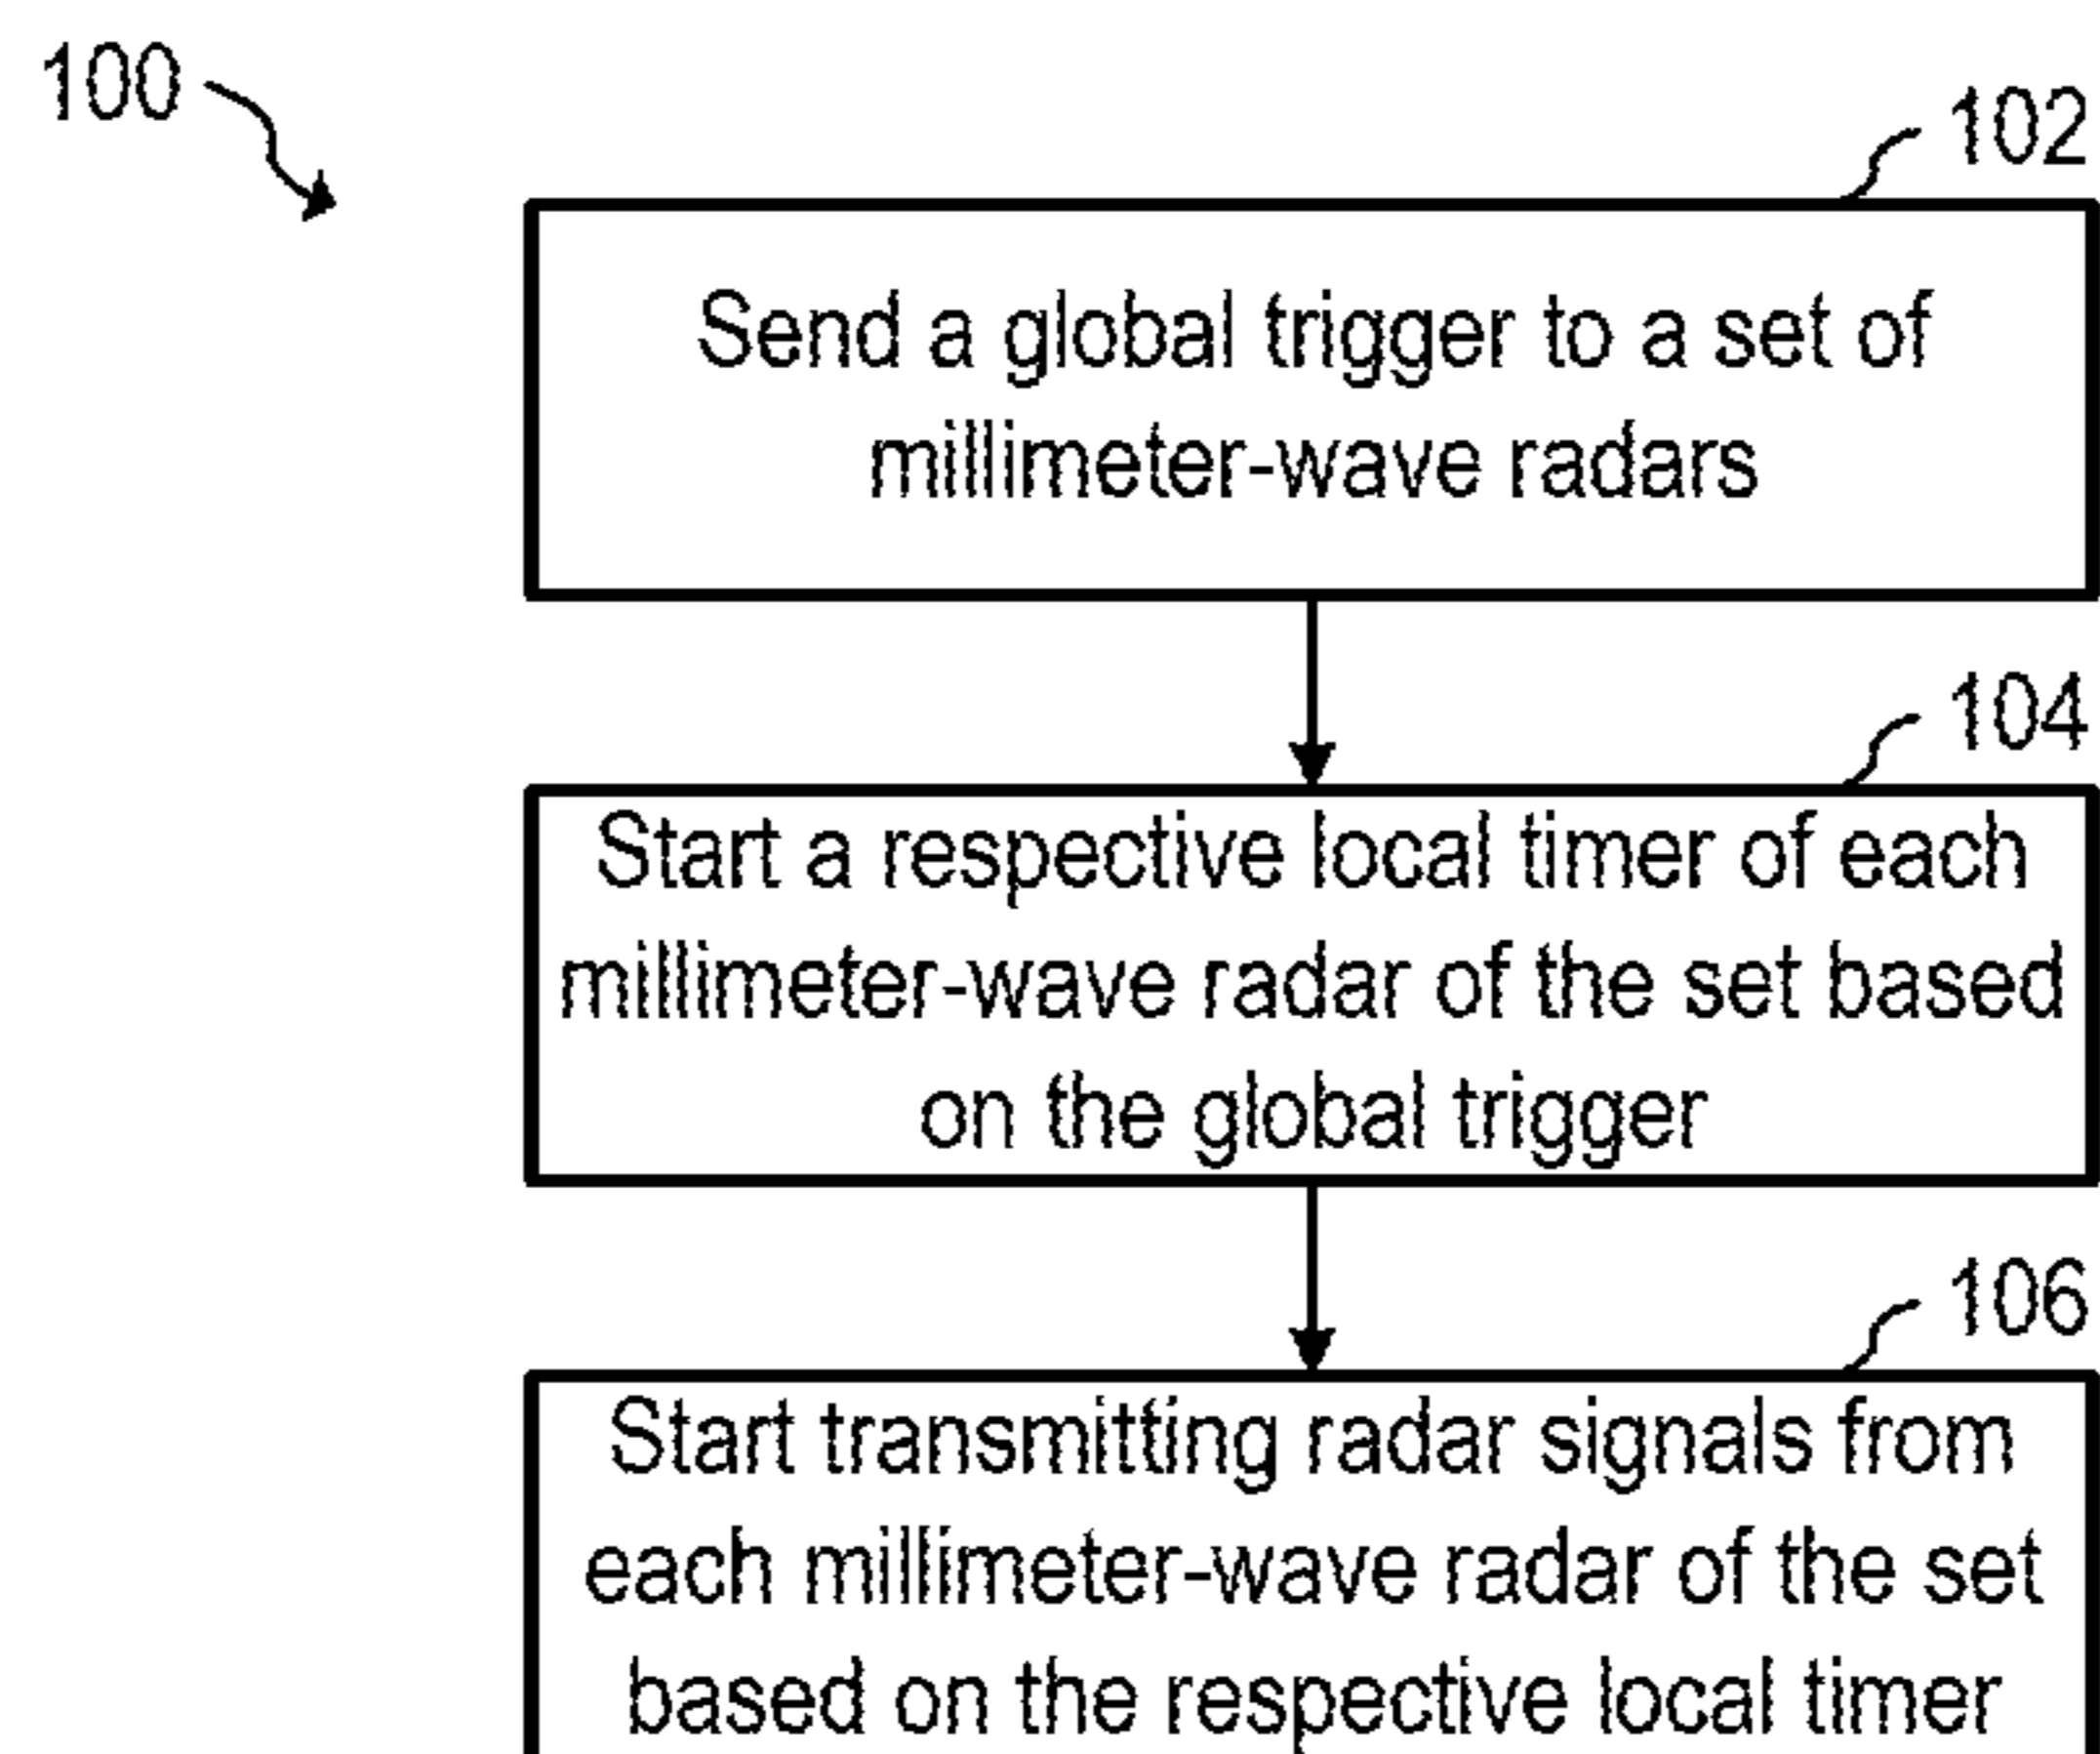 100
102
Send a global trigger to a set of
millimeter-wave radars
104
Start a respective local timer of each
millimeter-wave radar of the set based
on the global trigger
106
Start transmitting radar signals from
each millimeter-wave radar of the set
based on the respective local timer